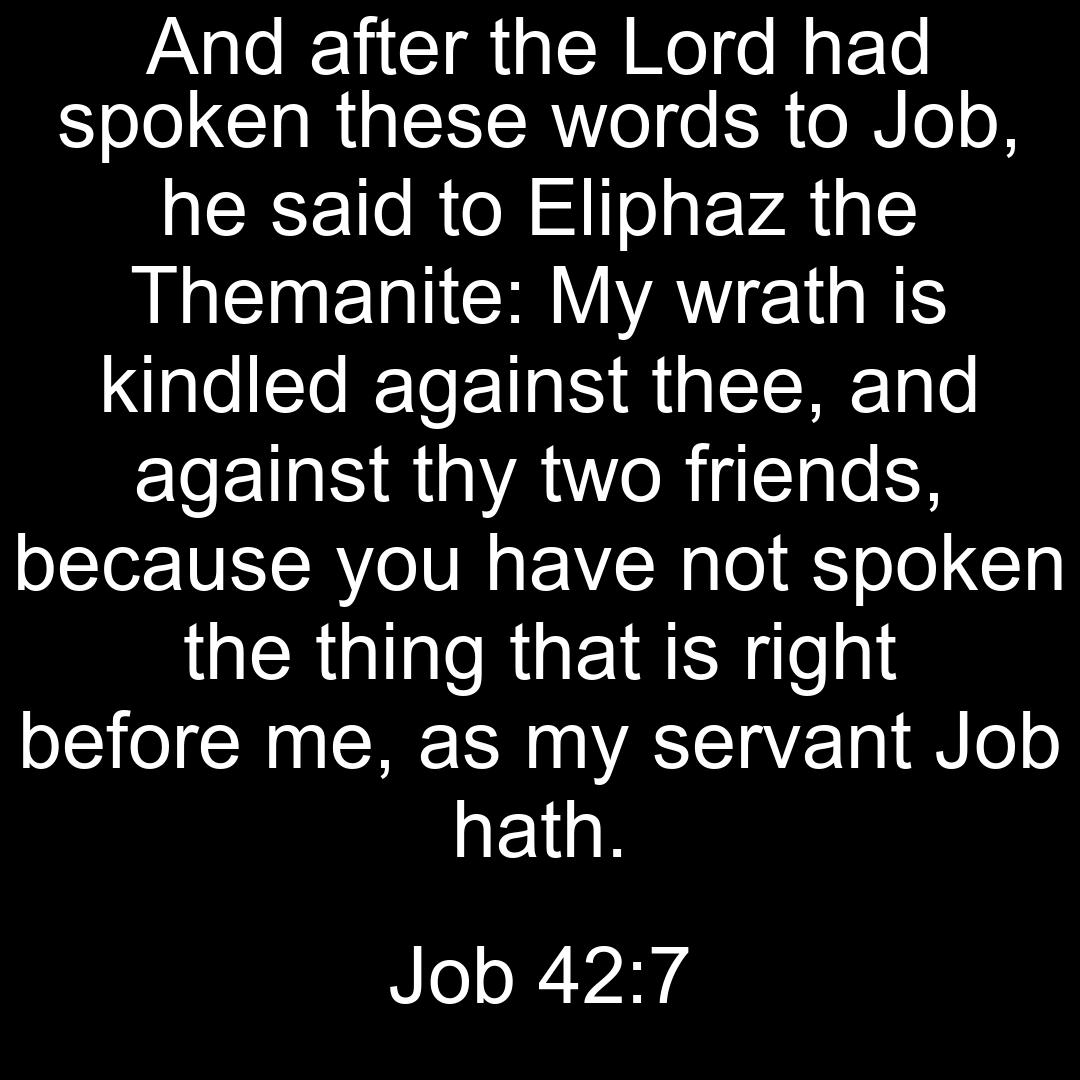 And after the Lord had
spoken these words to Job,
he said to Eliphaz the
Themanite: My wrath is
kindled against thee, and
against thy two friends,
because you have not spoken
the thing that is right
before me, as my servant Job
hath.
Job 42:7